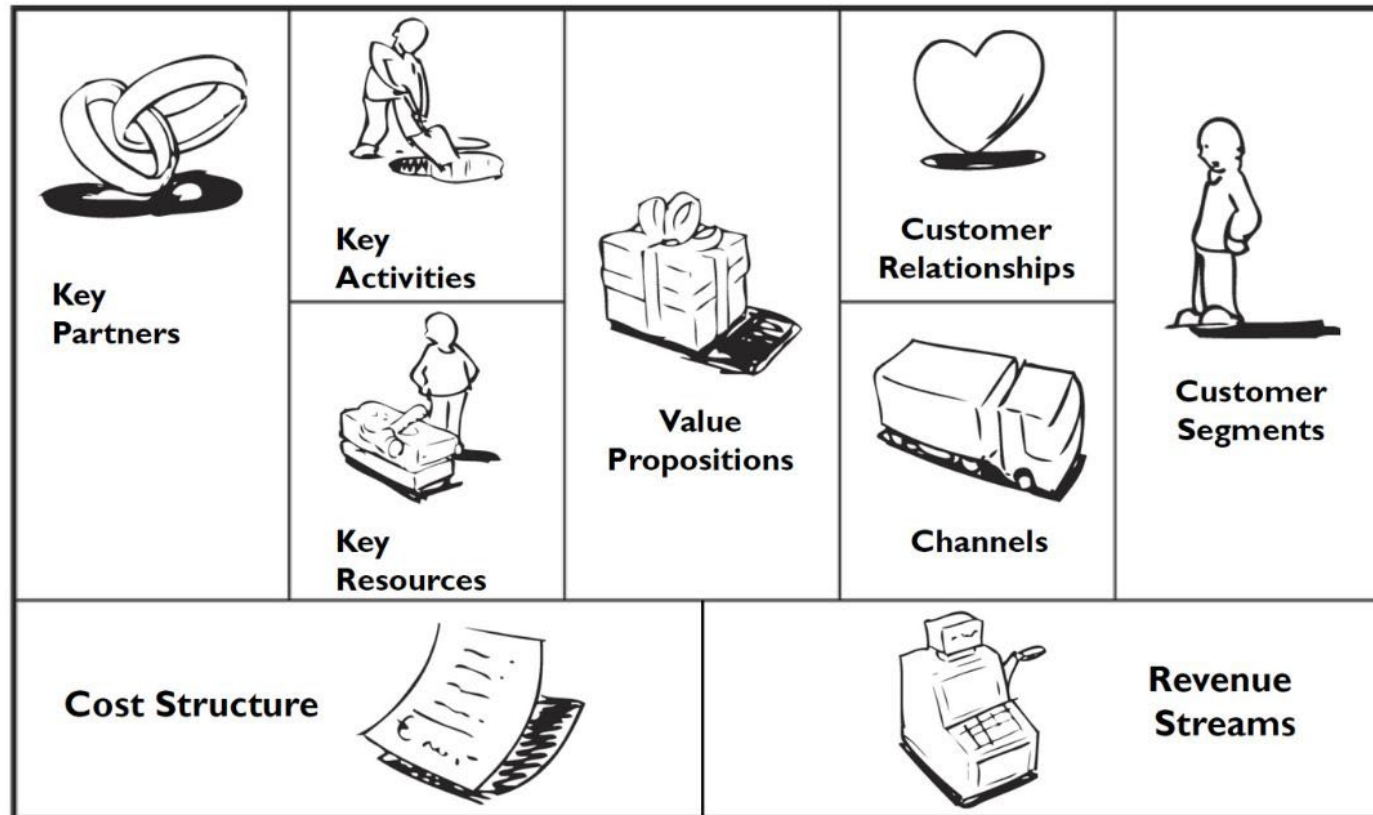 Key
Partners
Key
Activities
Key
Resources
Value
Propositions
Customer
Relationships
Channels
Customer
Segments
Cost Structure
Revenue
Streams